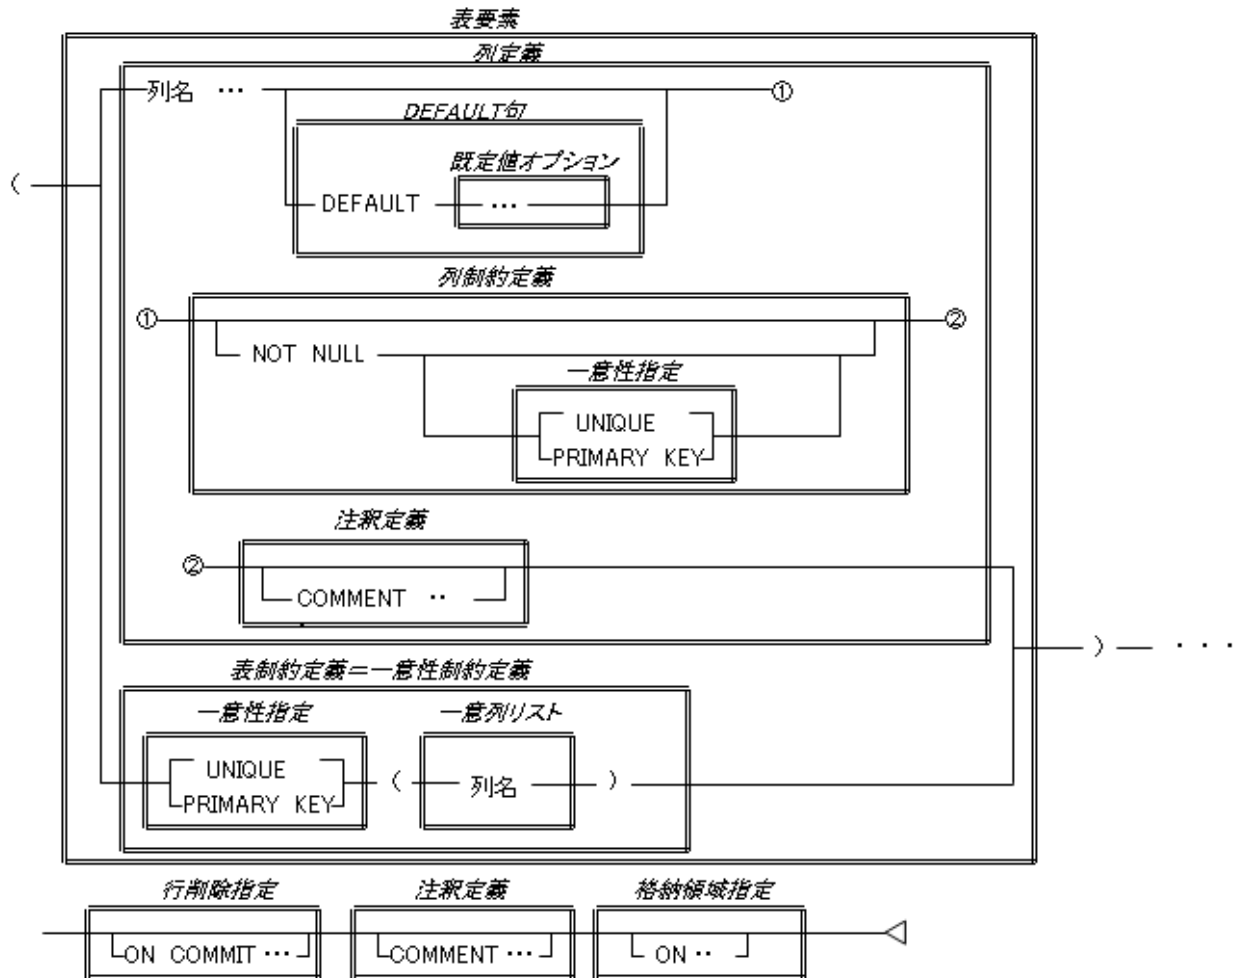 表要素
列定義
列名 …
①
DEFAULT句
既定値オプション
(
DEFAULT
…
列制約定義
①
②
NOT NULL
一意性指定
UNIQUE
PRIMARY KEY
注釈定義
②
COMMENT ‥
) ・・・
表制約定義=一意性制約定義
一意性指定
一意列リスト
UNIQUE
PRIMARY KEY
( 列名 )
行削除指定
注釈定義
格納領域指定
ON COMMIT …
COMMENT …
ON ‥